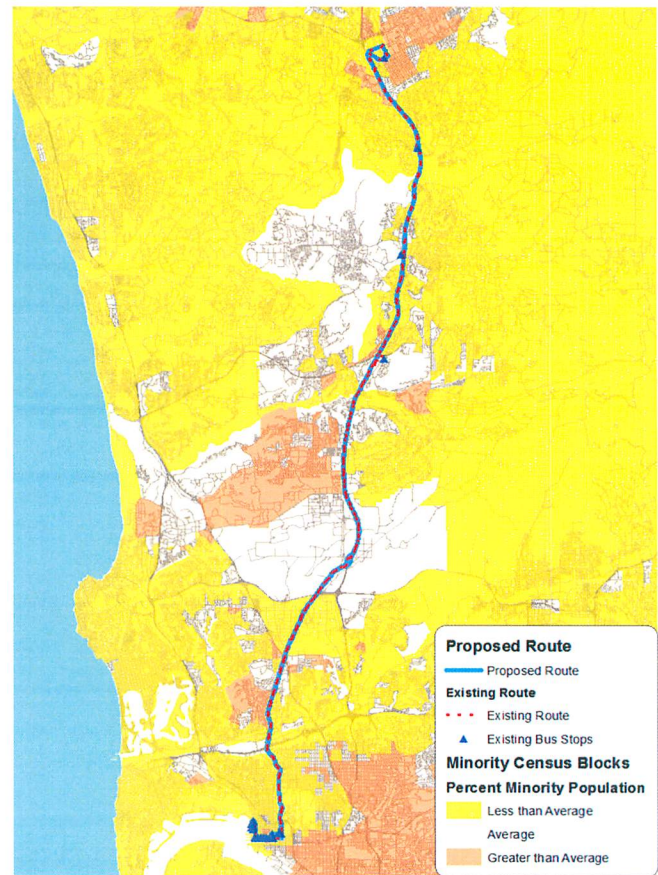 Proposed Route
Proposed Route
Existing Route
Existing Route
Existing Bus Stops
Minority Census Blocks
Percent Minority Population
Less than Average
Average
Greater than Average